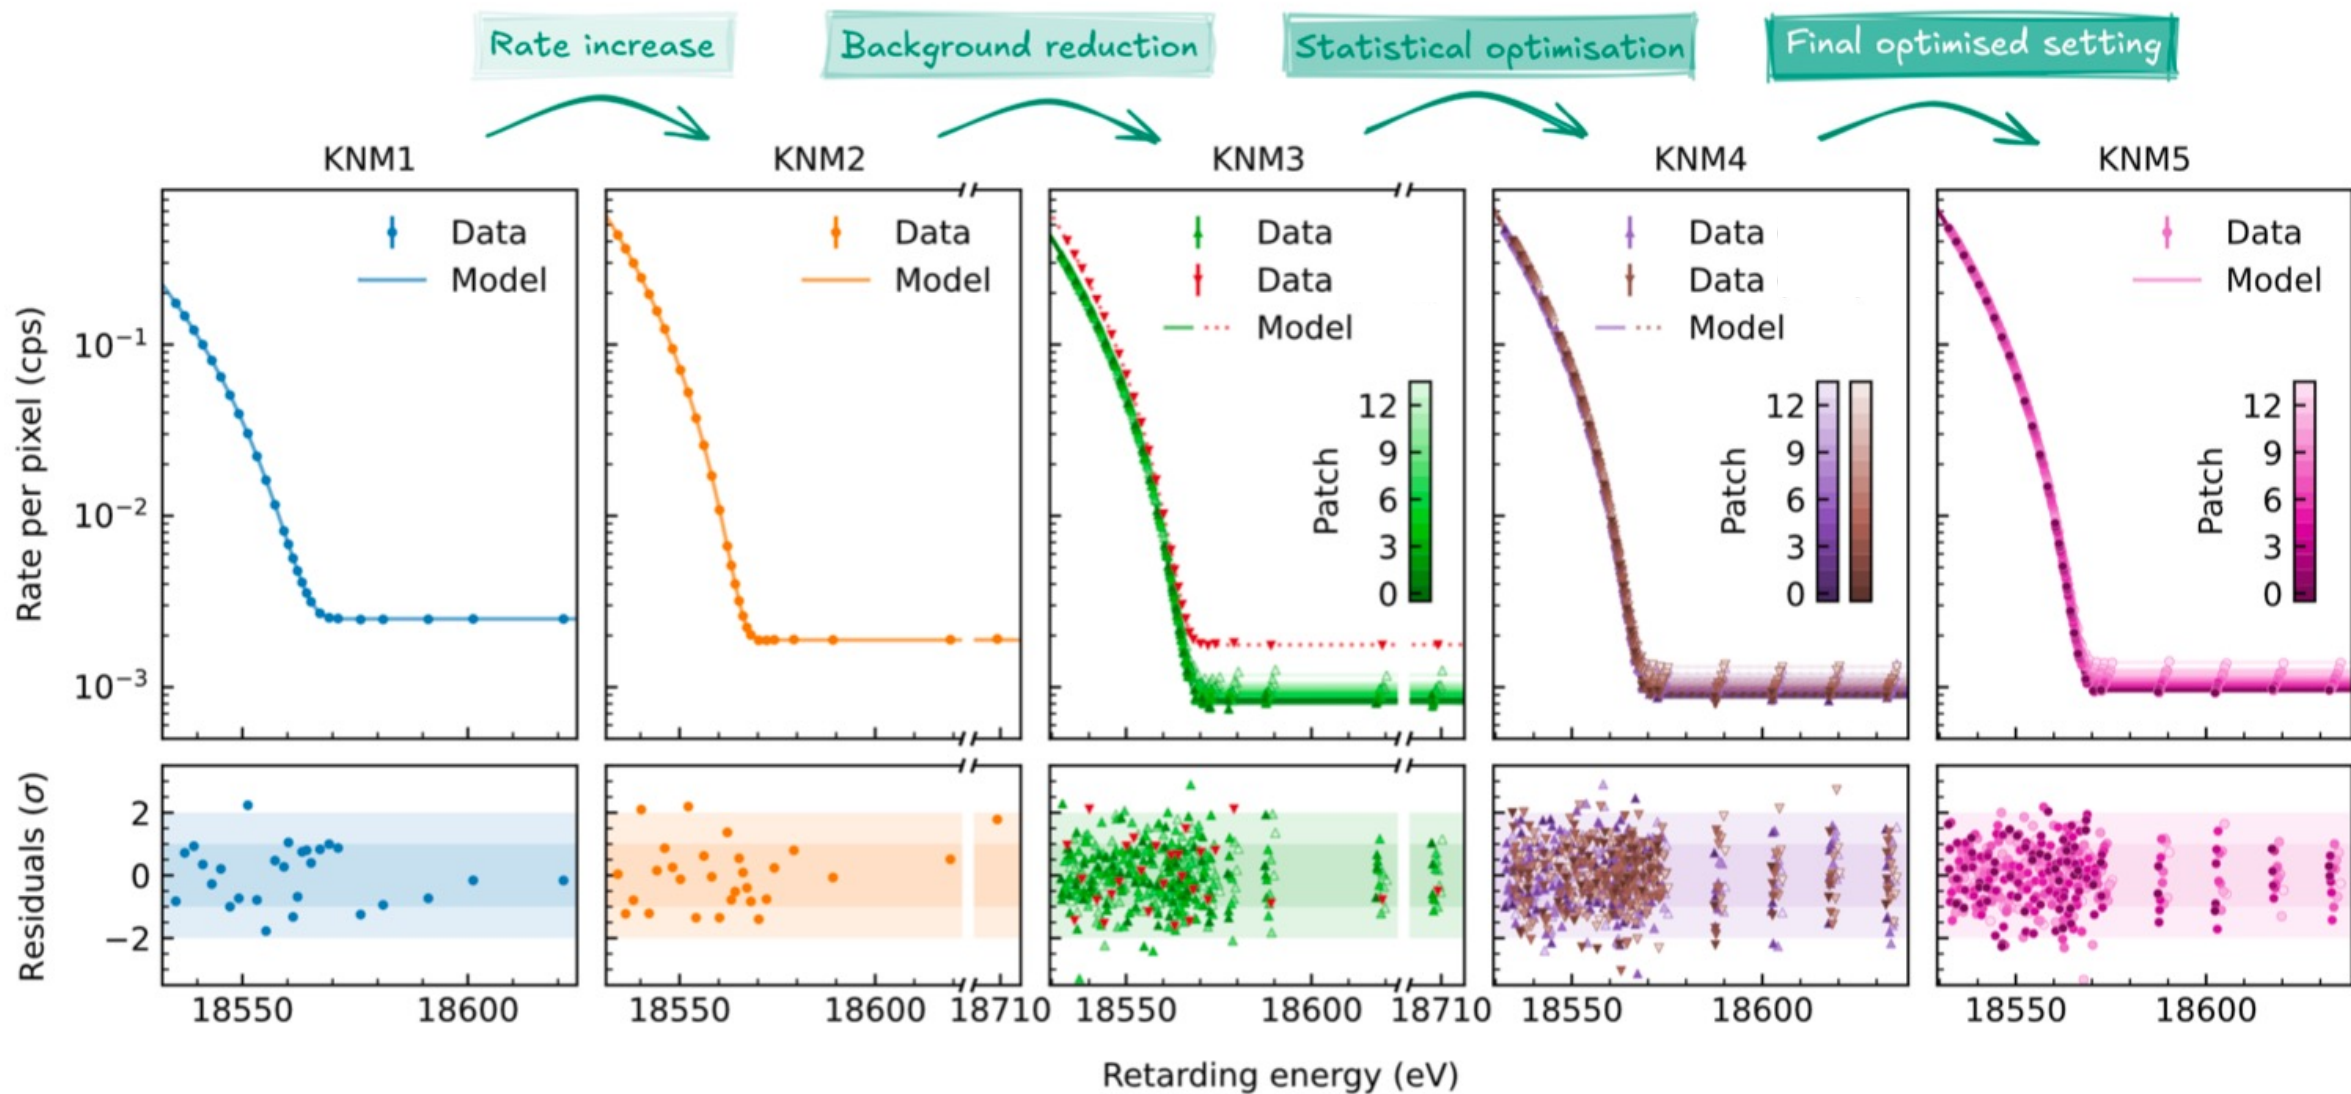 Rate increase
Background reduction
Statistical optimisation
Final optimised setting
KNM1
KNM2
KNM3
KNM4
KNM5
Rate per pixel (cps)
10⁻¹
10⁻²
10⁻³
Data
Model
Data
Model
Data
Data
Model
Patch
12
9
6
3
0
Data
Data
Model
Patch
12
9
6
3
0
Data
Model
Patch
12
9
6
3
0
Residuals (σ)
2
0
−2
18550 18600
18550 18600 18710
18550 18600 18710
18550 18600
18550 18600
Retarding energy (eV)